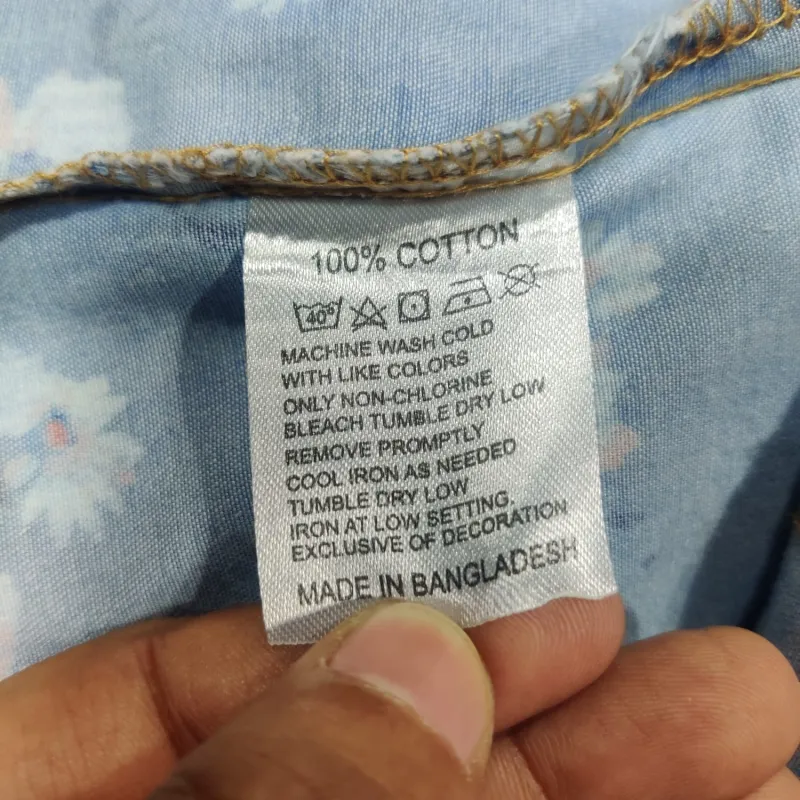 100% COTTON
40°
MACHINE WASH COLD
WITH LIKE COLORS
ONLY NON-CHLORINE
BLEACH TUMBLE DRY LOW
REMOVE PROMPTLY
COOL IRON AS NEEDED
TUMBLE DRY LOW
IRON AT LOW SETTING.
EXCLUSIVE OF DECORATION
MADE IN BANGLADESH